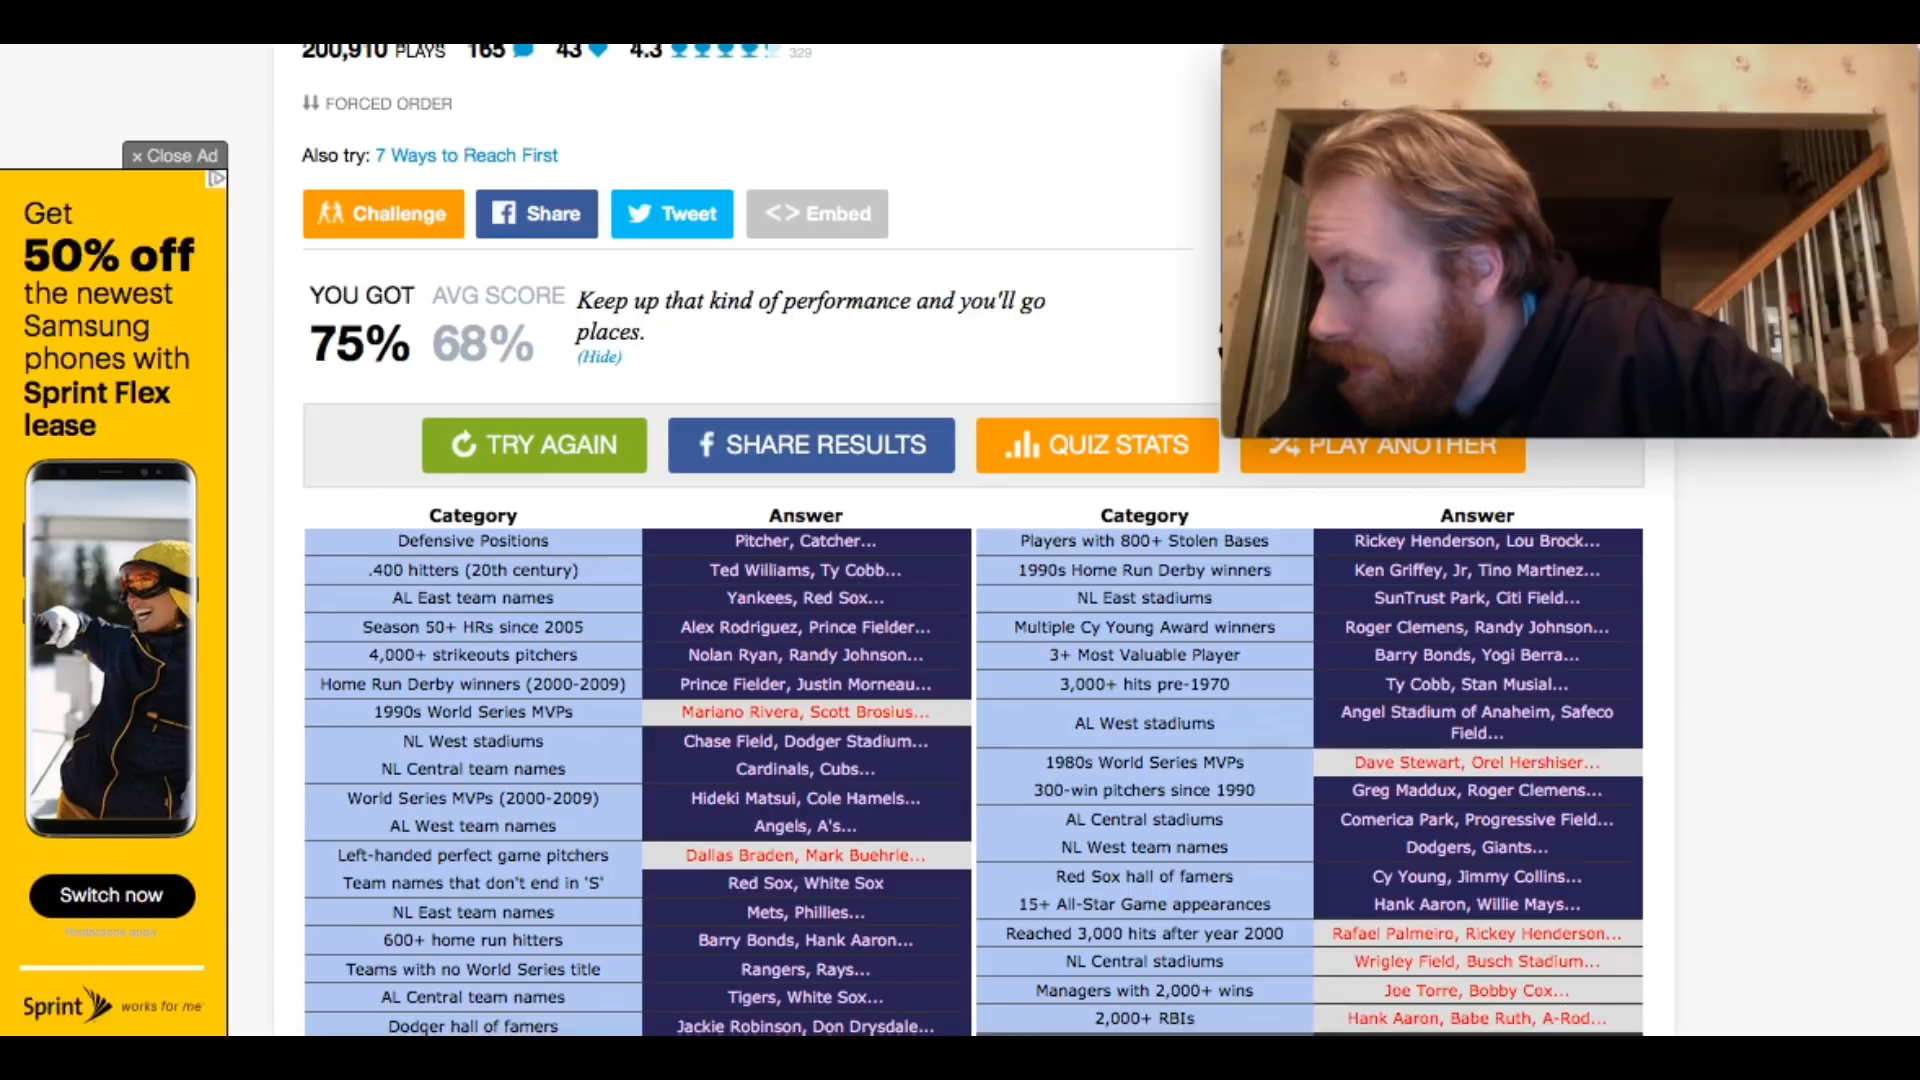 200,910 PLAYS 165 43 4.3 329
FORCED ORDER
Also try: 7 Ways to Reach First
Challenge Share Tweet <> Embed
YOU GOT AVG SCORE
75% 68%
Keep up that kind of performance and you'll go
places.
(Hide)
TRY AGAIN SHARE RESULTS QUIZ STATS PLAY ANOTHER
Category Answer Category Answer
Defensive Positions Pitcher, Catcher...
.400 hitters (20th century) Ted Williams, Ty Cobb...
AL East team names Yankees, Red Sox...
Season 50+ HRs since 2005 Alex Rodriguez, Prince Fielder...
4,000+ strikeouts pitchers Nolan Ryan, Randy Johnson...
Home Run Derby winners (2000-2009) Prince Fielder, Justin Morneau...
1990s World Series MVPs Mariano Rivera, Scott Brosius...
NL West stadiums Chase Field, Dodger Stadium...
NL Central team names Cardinals, Cubs...
World Series MVPs (2000-2009) Hideki Matsui, Cole Hamels...
AL West team names Angels, A's...
Left-handed perfect game pitchers Dallas Braden, Mark Buehrle...
Team names that don't end in 'S' Red Sox, White Sox
NL East team names Mets, Phillies...
600+ home run hitters Barry Bonds, Hank Aaron...
Teams with no World Series title Rangers, Rays...
AL Central team names Tigers, White Sox...
Dodger hall of famers Jackie Robinson, Don Drysdale...
Players with 800+ Stolen Bases Rickey Henderson, Lou Brock...
1990s Home Run Derby winners Ken Griffey, Jr, Tino Martinez...
NL East stadiums SunTrust Park, Citi Field...
Multiple Cy Young Award winners Roger Clemens, Randy Johnson...
3+ Most Valuable Player Barry Bonds, Yogi Berra...
3,000+ hits pre-1970 Ty Cobb, Stan Musial...
AL West stadiums Angel Stadium of Anaheim, Safeco
Field...
1980s World Series MVPs Dave Stewart, Orel Hershiser...
300-win pitchers since 1990 Greg Maddux, Roger Clemens...
AL Central stadiums Comerica Park, Progressive Field...
NL West team names Dodgers, Giants...
Red Sox hall of famers Cy Young, Jimmy Collins...
15+ All-Star Game appearances Hank Aaron, Willie Mays...
Reached 3,000 hits after year 2000 Rafael Palmeiro, Rickey Henderson...
NL Central stadiums Wrigley Field, Busch Stadium...
Managers with 2,000+ wins Joe Torre, Bobby Cox...
2,000+ RBIs Hank Aaron, Babe Ruth, A-Rod...
× Close Ad
Get
50% off
the newest
Samsung
phones with
Sprint Flex
lease
Switch now
Restrictions apply
Sprint works for me